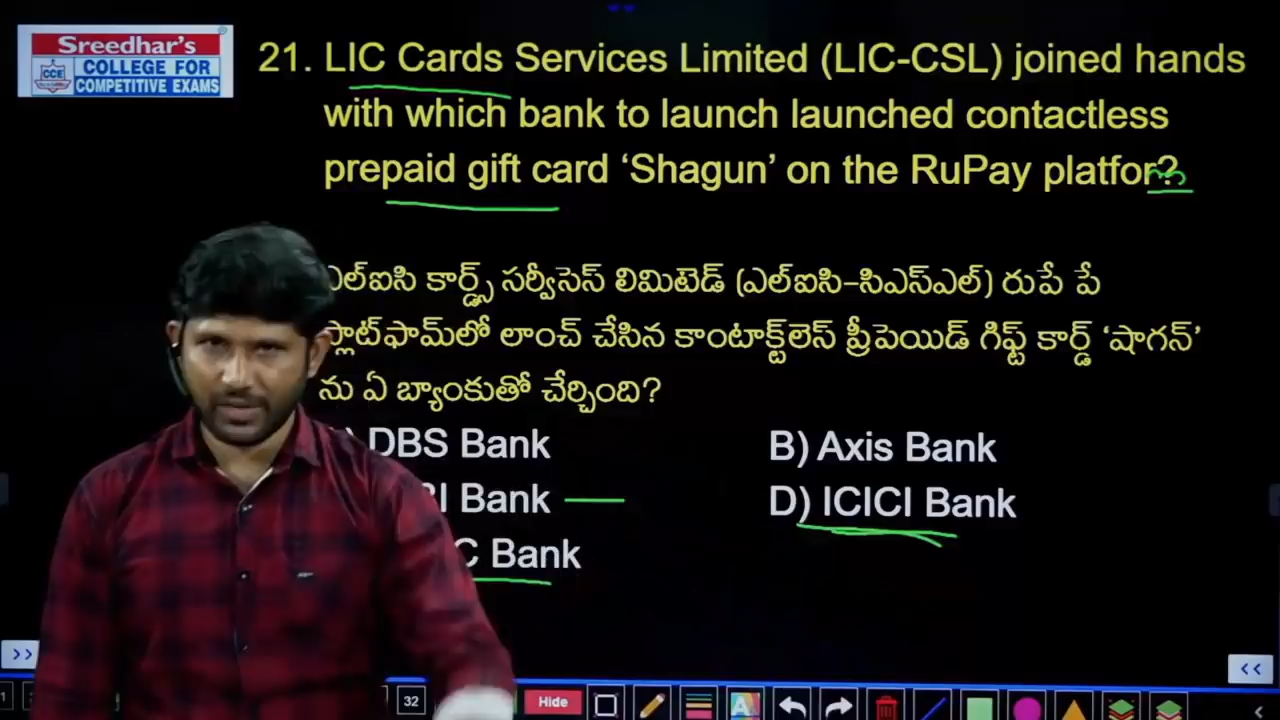 Sreedhar's
COLLEGE FOR
CCE
COMPETITIVE EXAMS
21. LIC Cards Services Limited (LIC-CSL) joined hands
with which bank to launch launched contactless
prepaid gift card ‘Shagun’ on the RuPay platfor?
ఎల్ఐసి కార్డ్స్ సర్వీసెస్ లిమిటెడ్ (ఎల్ఐసి–సిఎస్ఎల్) రుపే పే
ప్లాట్‌ఫామ్‌లో లాంచ్ చేసిన కాంటాక్ట్‌లెస్ ప్రీపెయిడ్ గిఫ్ట్ కార్డ్ ‘షాగన్’
ను ఏ బ్యాంకుతో చేర్చింది?
) DBS Bank
B) Axis Bank
Bank
D) ICICI Bank
C Bank
>>
<<
32
Hide